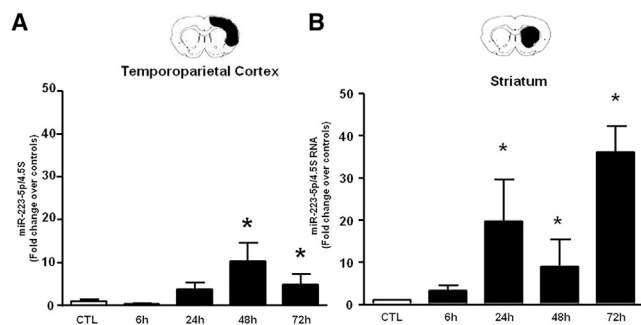 A
Temporoparietal Cortex
miR-223-5p/4.5S
(Fold change over controls)
50
40
30
20
10
0
*
*
CTL 6h 24h 48h 72h
B
Striatum
miR-223-5p/4.5S RNA
(Fold change over controls)
50
40
30
20
10
0
*
*
*
CTL 6h 24h 48h 72h